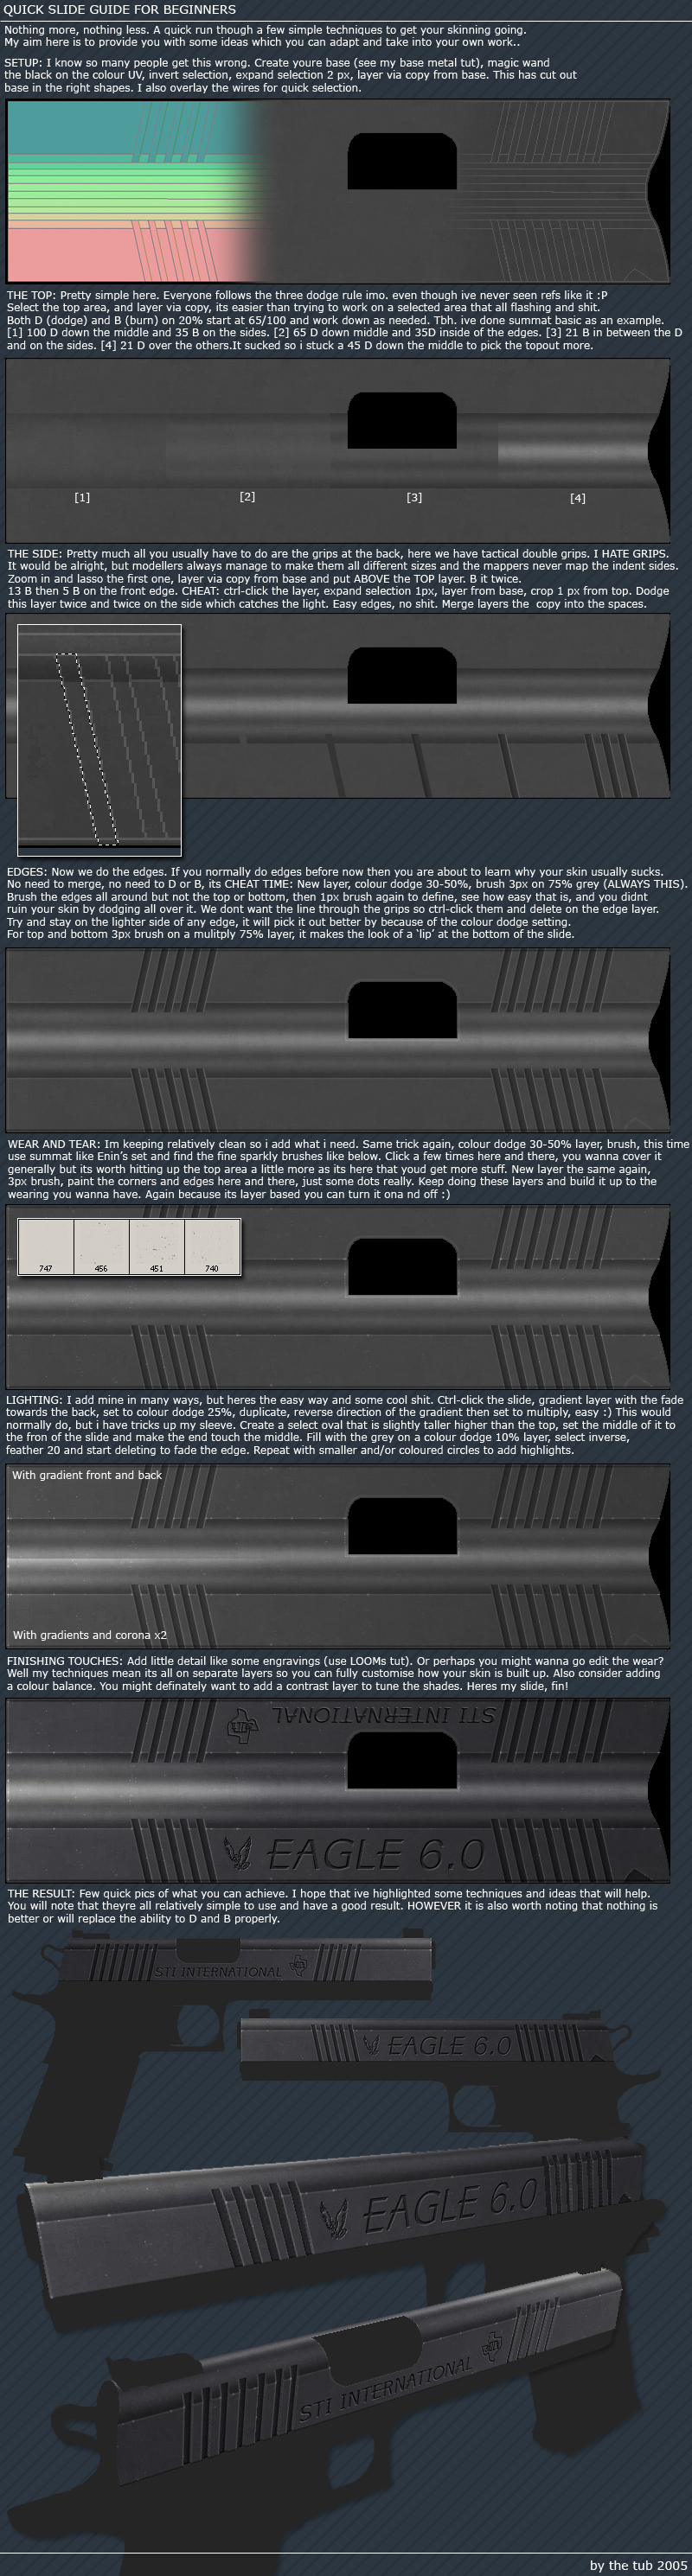 QUICK SLIDE GUIDE FOR BEGINNERS
Nothing more, nothing less. A quick run though a few simple techniques to get your skinning going.
My aim here is to provide you with some ideas which you can adapt and take into your own work..
SETUP: I know so many people get this wrong. Create youre base (see my base metal tut), magic wand
the black on the colour UV, invert selection, expand selection 2 px, layer via copy from base. This has cut out
base in the right shapes. I also overlay the wires for quick selection.
THE TOP: Pretty simple here. Everyone follows the three dodge rule imo. even though ive never seen refs like it :P
Select the top area, and layer via copy, its easier than trying to work on a selected area that all flashing and shit.
Both D (dodge) and B (burn) on 20% start at 65/100 and work down as needed. Tbh. ive done summat basic as an example.
[1] 100 D down the middle and 35 B on the sides. [2] 65 D down middle and 35D inside of the edges. [3] 21 B in between the D
and on the sides. [4] 21 D over the others.It sucked so i stuck a 45 D down the middle to pick the topout more.
[1]
[2]
[3]
[4]
THE SIDE: Pretty much all you usually have to do are the grips at the back, here we have tactical double grips. I HATE GRIPS.
It would be alright, but modellers always manage to make them all different sizes and the mappers never map the indent sides.
Zoom in and lasso the first one, layer via copy from base and put ABOVE the TOP layer. B it twice.
13 B then 5 B on the front edge. CHEAT: ctrl-click the layer, expand selection 1px, layer from base, crop 1 px from top. Dodge
this layer twice and twice on the side which catches the light. Easy edges, no shit. Merge layers the  copy into the spaces.
EDGES: Now we do the edges. If you normally do edges before now then you are about to learn why your skin usually sucks.
No need to merge, no need to D or B, its CHEAT TIME: New layer, colour dodge 30-50%, brush 3px on 75% grey (ALWAYS THIS).
Brush the edges all around but not the top or bottom, then 1px brush again to define, see how easy that is, and you didnt
ruin your skin by dodging all over it. We dont want the line through the grips so ctrl-click them and delete on the edge layer.
Try and stay on the lighter side of any edge, it will pick it out better by because of the colour dodge setting.
For top and bottom 3px brush on a mulitply 75% layer, it makes the look of a 'lip' at the bottom of the slide.
WEAR AND TEAR: Im keeping relatively clean so i add what i need. Same trick again, colour dodge 30-50% layer, brush, this time
use summat like Enin's set and find the fine sparkly brushes like below. Click a few times here and there, you wanna cover it
generally but its worth hitting up the top area a little more as its here that youd get more stuff. New layer the same again,
3px brush, paint the corners and edges here and there, just some dots really. Keep doing these layers and build it up to the
wearing you wanna have. Again because its layer based you can turn it ona nd off :)
747
456
451
740
LIGHTING: I add mine in many ways, but heres the easy way and some cool shit. Ctrl-click the slide, gradient layer with the fade
towards the back, set to colour dodge 25%, duplicate, reverse direction of the gradient then set to multiply, easy :) This would
normally do, but i have tricks up my sleeve. Create a select oval that is slightly taller higher than the top, set the middle of it to
the fron of the slide and make the end touch the middle. Fill with the grey on a colour dodge 10% layer, select inverse,
feather 20 and start deleting to fade the edge. Repeat with smaller and/or coloured circles to add highlights.
With gradient front and back
With gradients and corona x2
FINISHING TOUCHES: Add little detail like some engravings (use LOOMs tut). Or perhaps you might wanna go edit the wear?
Well my techniques mean its all on separate layers so you can fully customise how your skin is built up. Also consider adding
a colour balance. You might definately want to add a contrast layer to tune the shades. Heres my slide, fin!
STI INTERNATIONAL
EAGLE 6.0
THE RESULT: Few quick pics of what you can achieve. I hope that ive highlighted some techniques and ideas that will help.
You will note that theyre all relatively simple to use and have a good result. HOWEVER it is also worth noting that nothing is
better or will replace the ability to D and B properly.
STI INTERNATIONAL
EAGLE 6.0
EAGLE 6.0
STI INTERNATIONAL
by the tub 2005